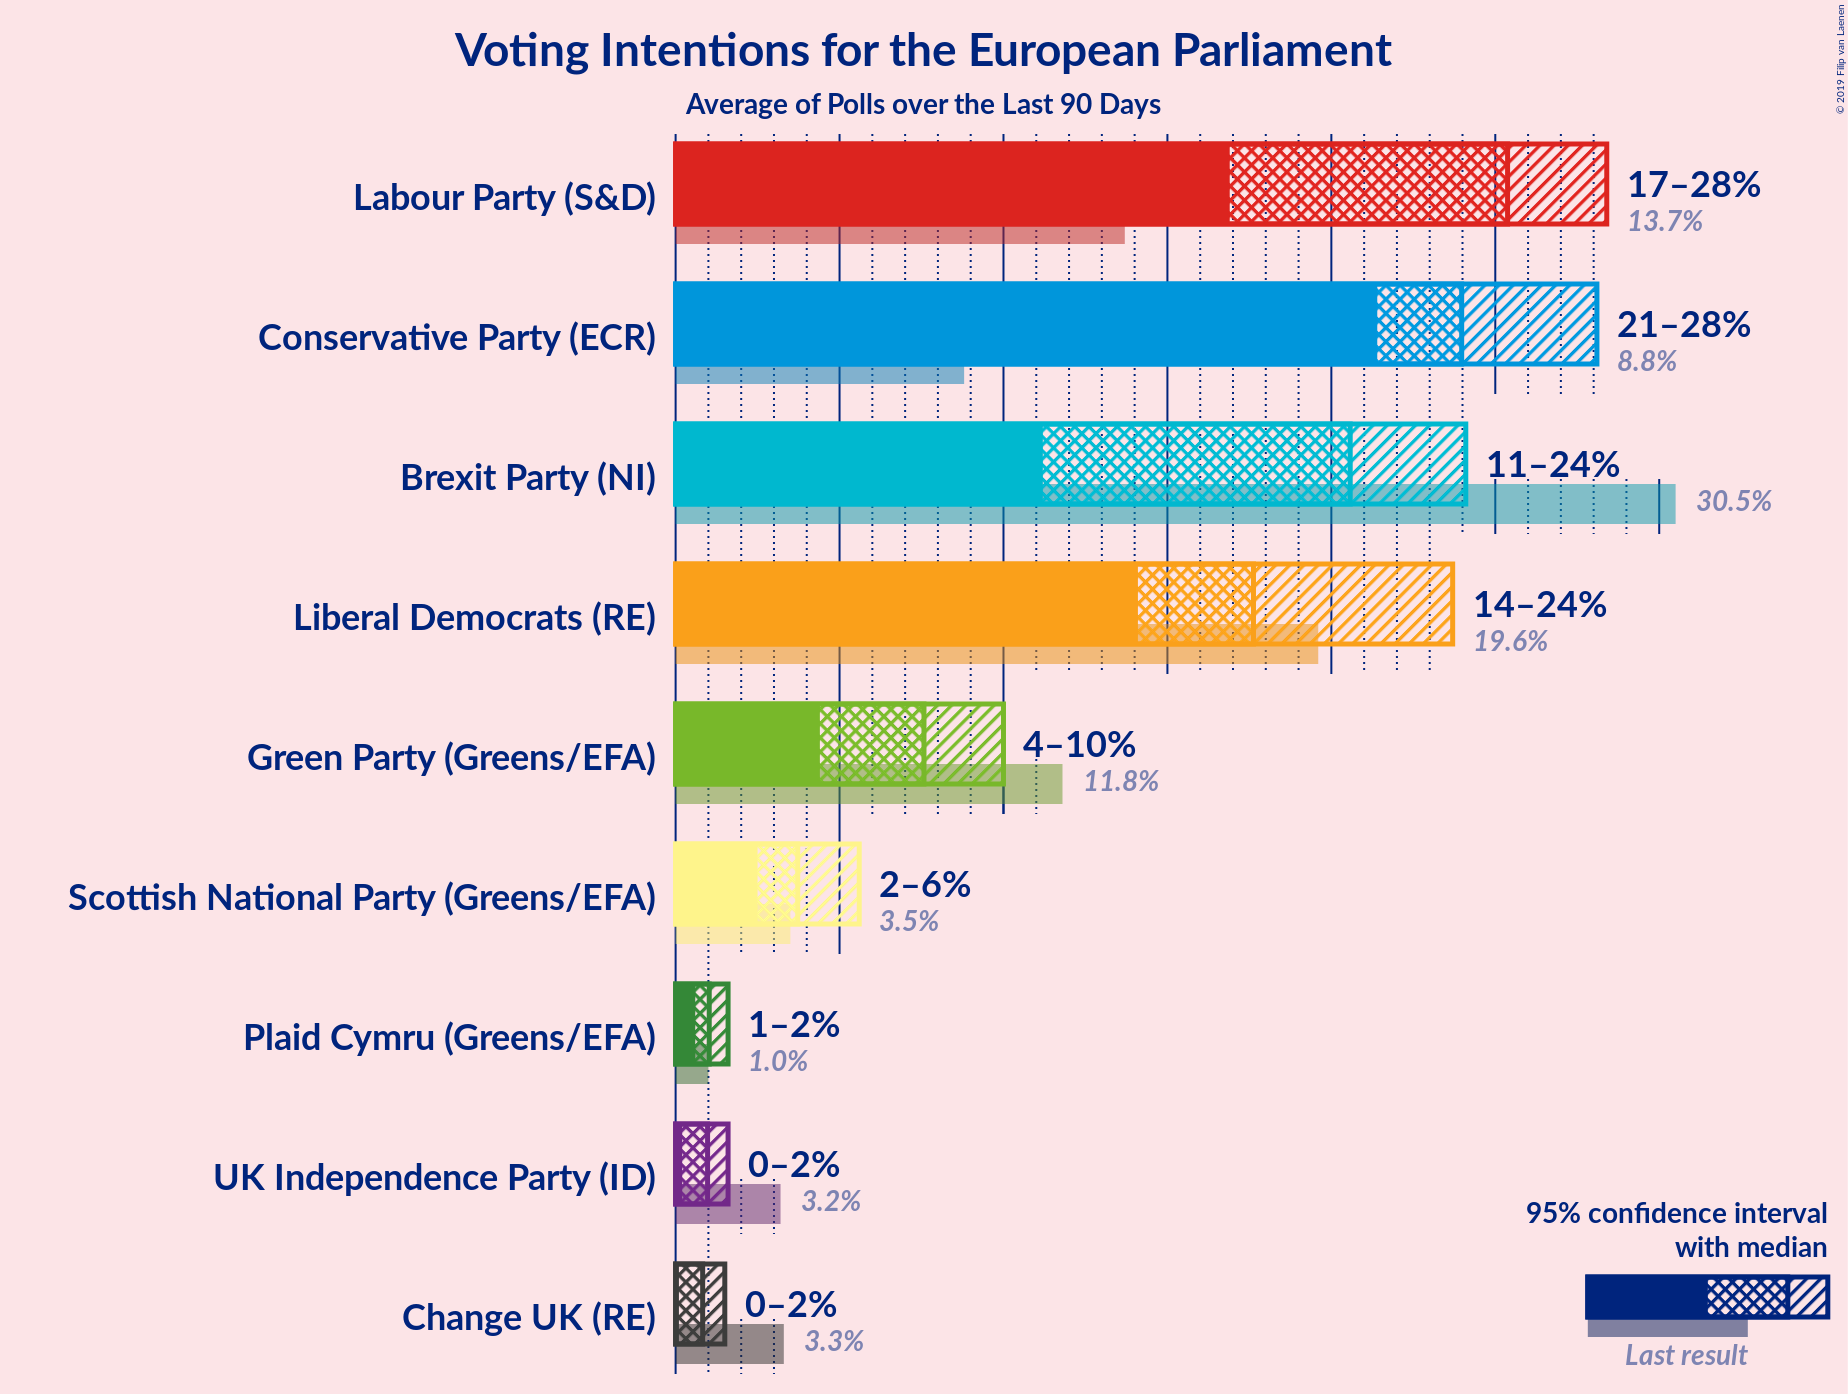 Voting Intentions for the European Parliament
Average of Polls over the Last 90 Days
© 2019 Filip van Laenen
Labour Party (S&D)
17–28%
13.7%
Conservative Party (ECR)
21–28%
8.8%
Brexit Party (NI)
11–24%
30.5%
Liberal Democrats (RE)
14–24%
19.6%
Green Party (Greens/EFA)
4–10%
11.8%
Scottish National Party (Greens/EFA)
2–6%
3.5%
Plaid Cymru (Greens/EFA)
1–2%
1.0%
UK Independence Party (ID)
0–2%
3.2%
Change UK (RE)
0–2%
3.3%
95% confidence interval
with median
Last result